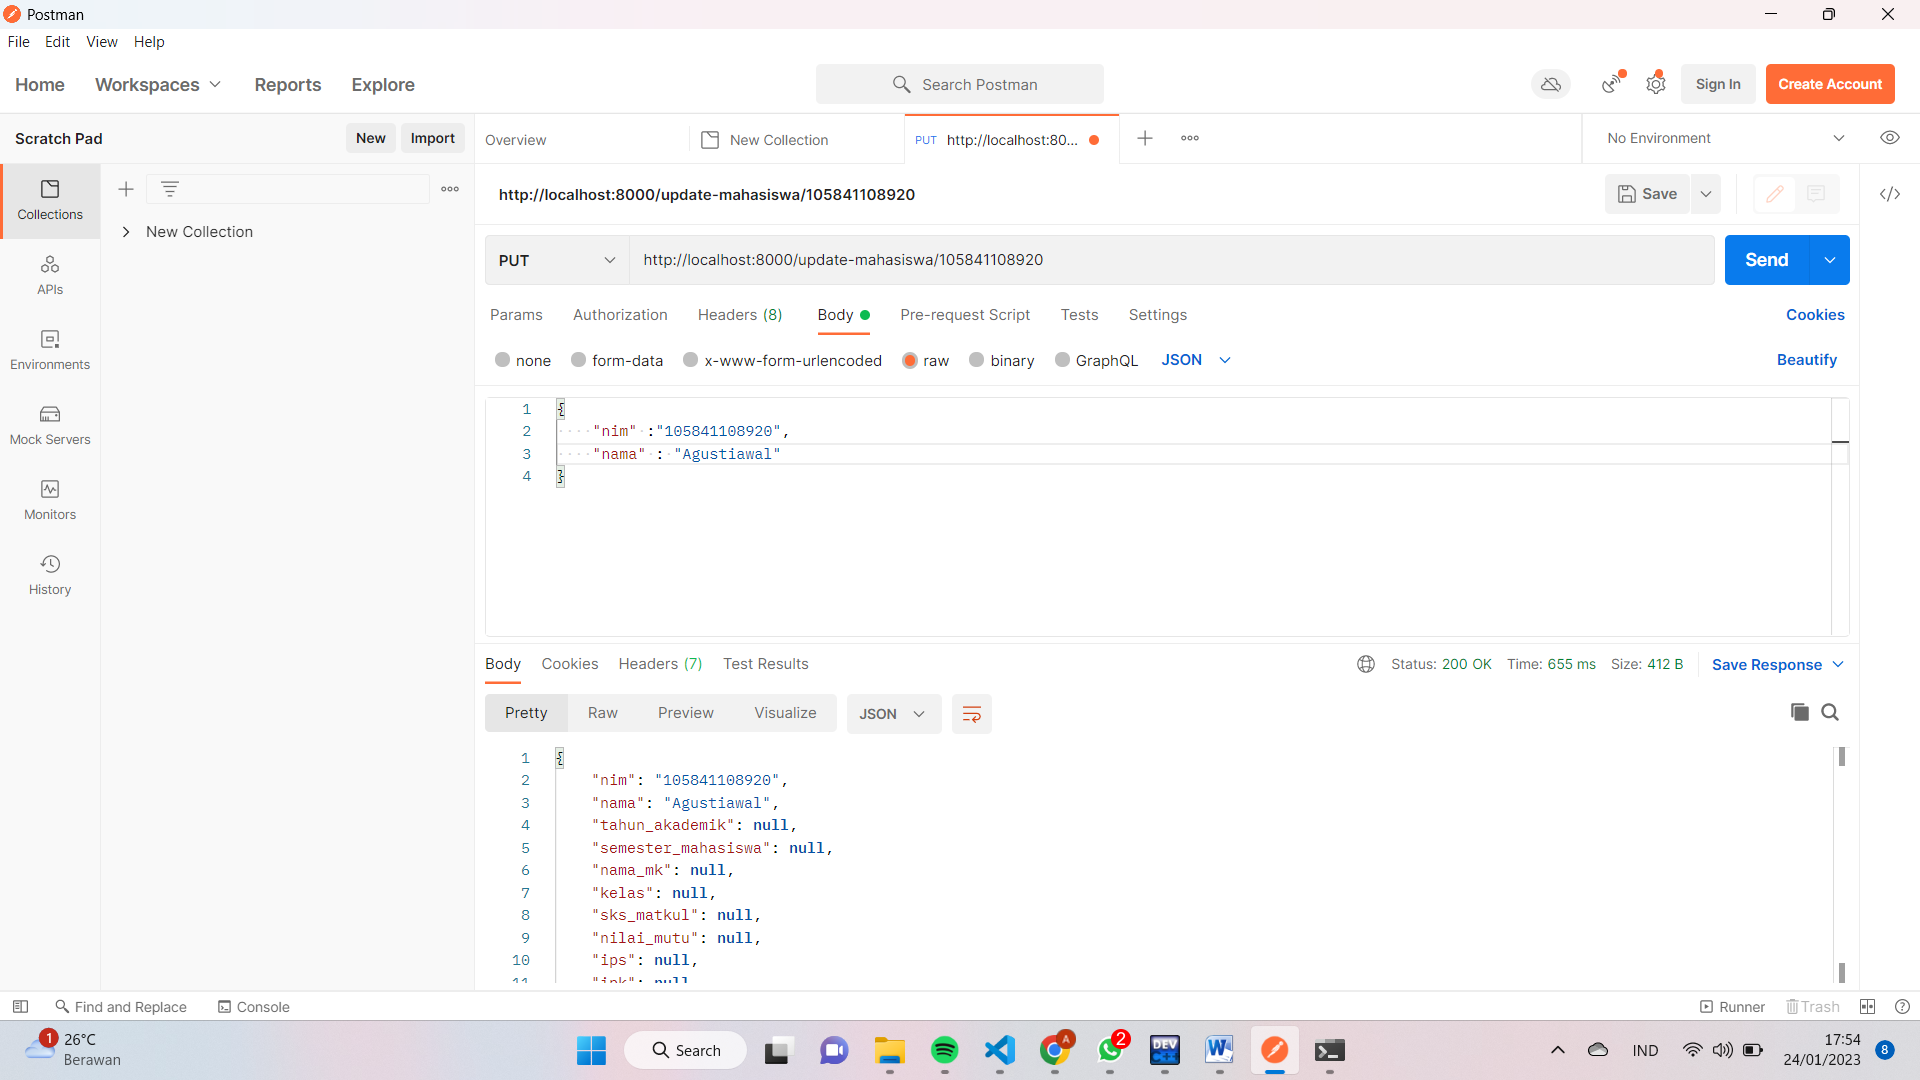 Postman
File Edit View Help
Home Workspaces Reports Explore Search Postman Sign In Create Account
Scratch Pad New Import Overview New Collection PUT http://localhost:80... No Environment
http://localhost:8000/update-mahasiswa/105841108920 Save
Collections
New Collection
APIs
Environments
Mock Servers
Monitors
History
PUT http://localhost:8000/update-mahasiswa/105841108920 Send
Params Authorization Headers (8) Body Pre-request Script Tests Settings Cookies
none form-data x-www-form-urlencoded raw binary GraphQL JSON Beautify
1 {
2 "nim" :"105841108920",
3 "nama" : "Agustiawal"
4 }
Body Cookies Headers (7) Test Results Status: 200 OK Time: 655 ms Size: 412 B Save Response
Pretty Raw Preview Visualize JSON
1 {
2 "nim": "105841108920",
3 "nama": "Agustiawal",
4 "tahun_akademik": null,
5 "semester_mahasiswa": null,
6 "nama_mk": null,
7 "kelas": null,
8 "sks_matkul": null,
9 "nilai_mutu": null,
10 "ips": null,
11 "ipk": null
Find and Replace Console Runner Trash
1 26°C
Berawan
Search
A
2
DEV
C++
W
IND
17:54
24/01/2023
8